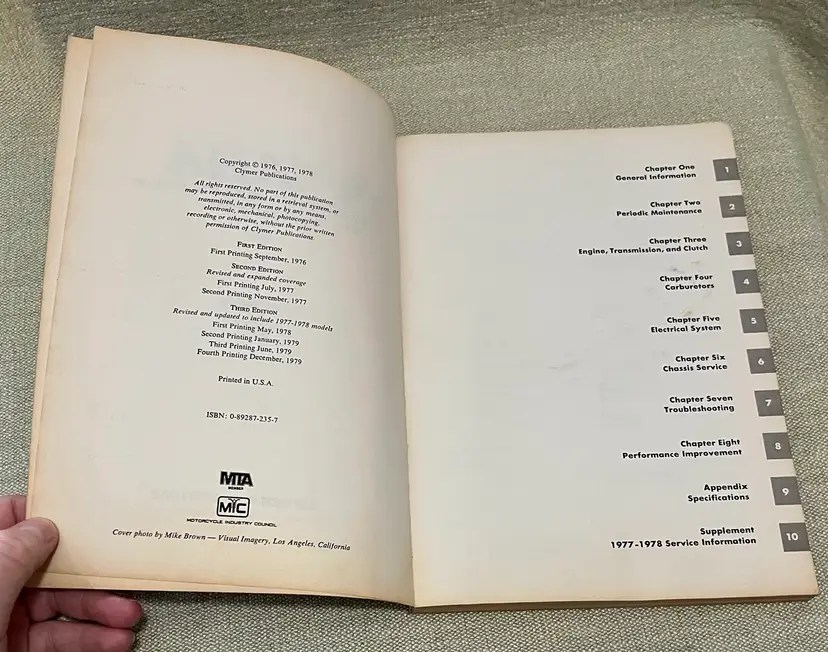 Copyright © 1976, 1977, 1978
Clymer Publications
All rights reserved. No part of this publication
may be reproduced, stored in a retrieval system, or
transmitted, in any form or by any means,
electronic, mechanical, photocopying,
recording or otherwise, without the prior written
permission of Clymer Publications.
FIRST EDITION
First Printing September, 1976
SECOND EDITION
Revised and expanded coverage
First Printing July, 1977
Second Printing November, 1977
THIRD EDITION
Revised and updated to include 1977-1978 models
First Printing May, 1978
Second Printing January, 1979
Third Printing June, 1979
Fourth Printing December, 1979
Printed in U.S.A.
ISBN: 0-89287-235-7
MTA
MEMBER
MIC
MOTORCYCLE INDUSTRY COUNCIL
Cover photo by Mike Brown — Visual Imagery, Los Angeles, California
Chapter One
General Information 1
Chapter Two
Periodic Maintenance 2
Chapter Three
Engine, Transmission, and Clutch 3
Chapter Four
Carburetors 4
Chapter Five
Electrical System 5
Chapter Six
Chassis Service 6
Chapter Seven
Troubleshooting 7
Chapter Eight
Performance Improvement 8
Appendix
Specifications 9
Supplement
1977-1978 Service Information 10